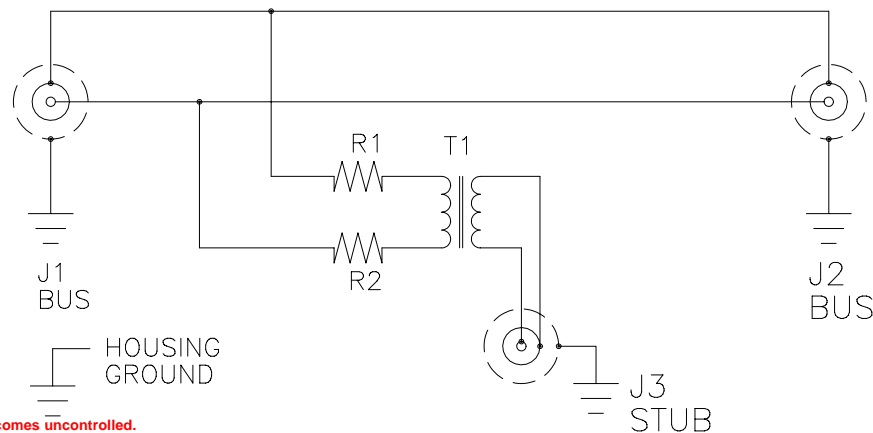 R1
T1
R2
J1
BUS
J2
BUS
HOUSING
GROUND
J3
STUB
comes uncontrolled.